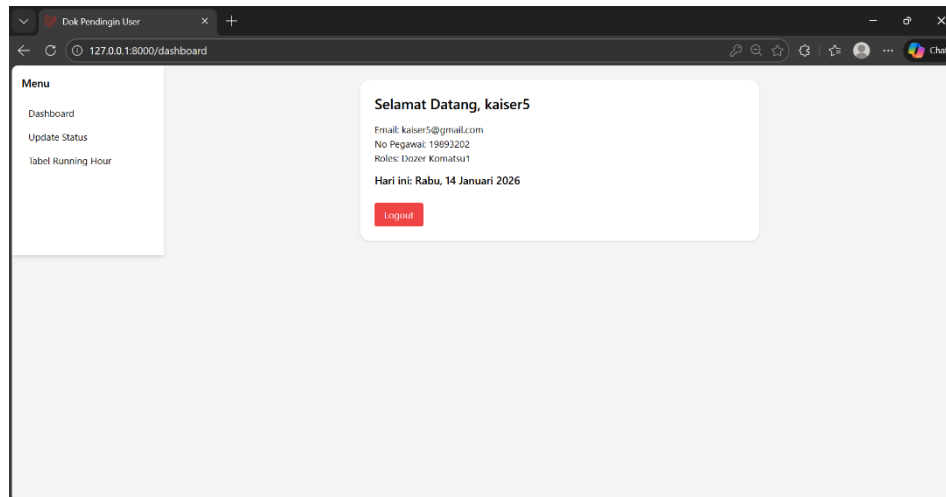 Dok Pendingin User
127.0.0.1:8000/dashboard
Chat
Menu
Dashboard
Update Status
Tabel Running Hour
Selamat Datang, kaiser5
Email: kaiser5@gmail.com
No Pegawai: 19893202
Roles: Dozer Komatsu1
Hari ini: Rabu, 14 Januari 2026
Logout